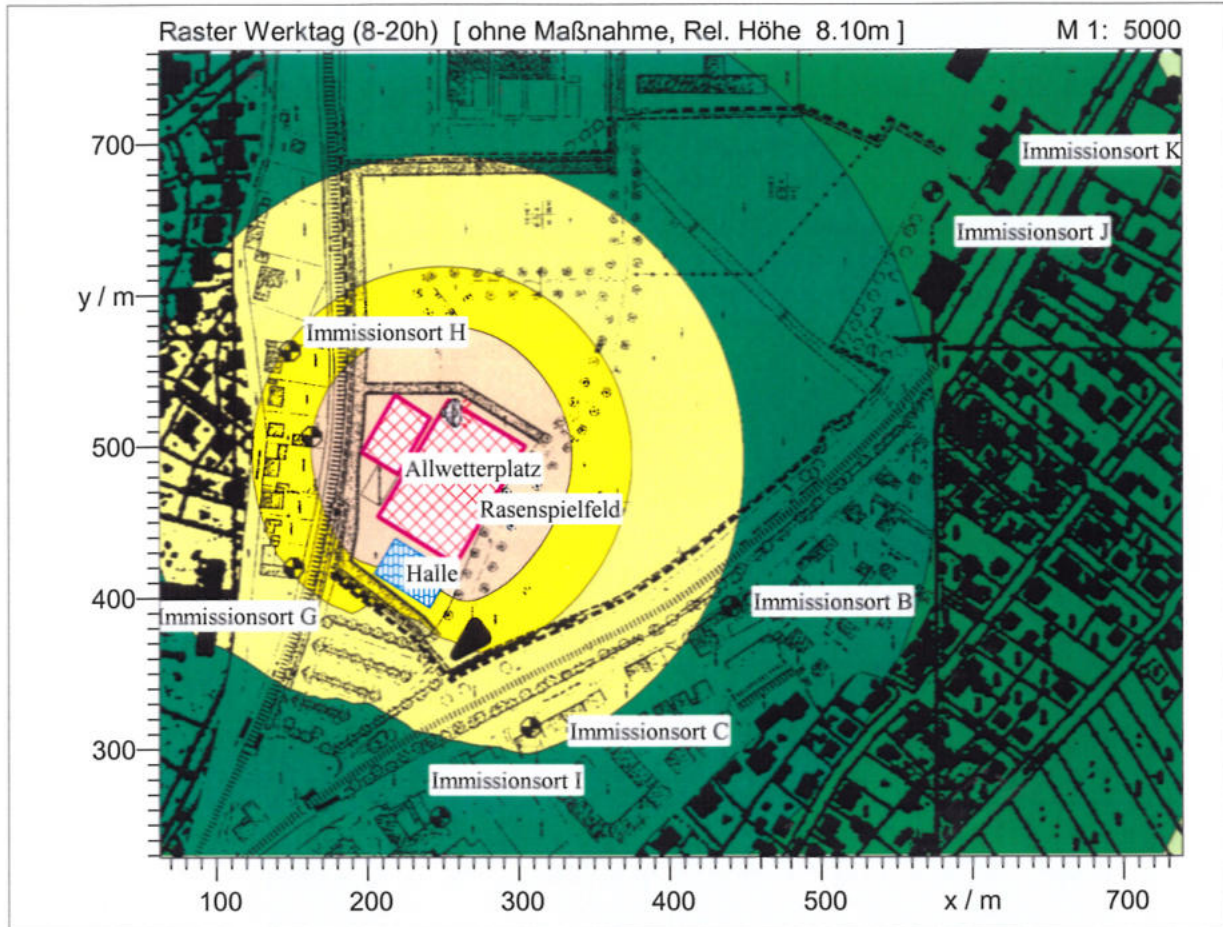 Raster Werktag (8-20h) [ ohne Maßnahme, Rel. Höhe 8.10m ]
M 1: 5000
700
Immissionsort K
Immissionsort J
y / m
Immissionsort H
500
Allwetterplatz
Rasenspielfeld
Halle
400
Immissionsort B
Immissionsort G
Immissionsort C
300
Immissionsort I
100 200 300 400 500 x / m 700